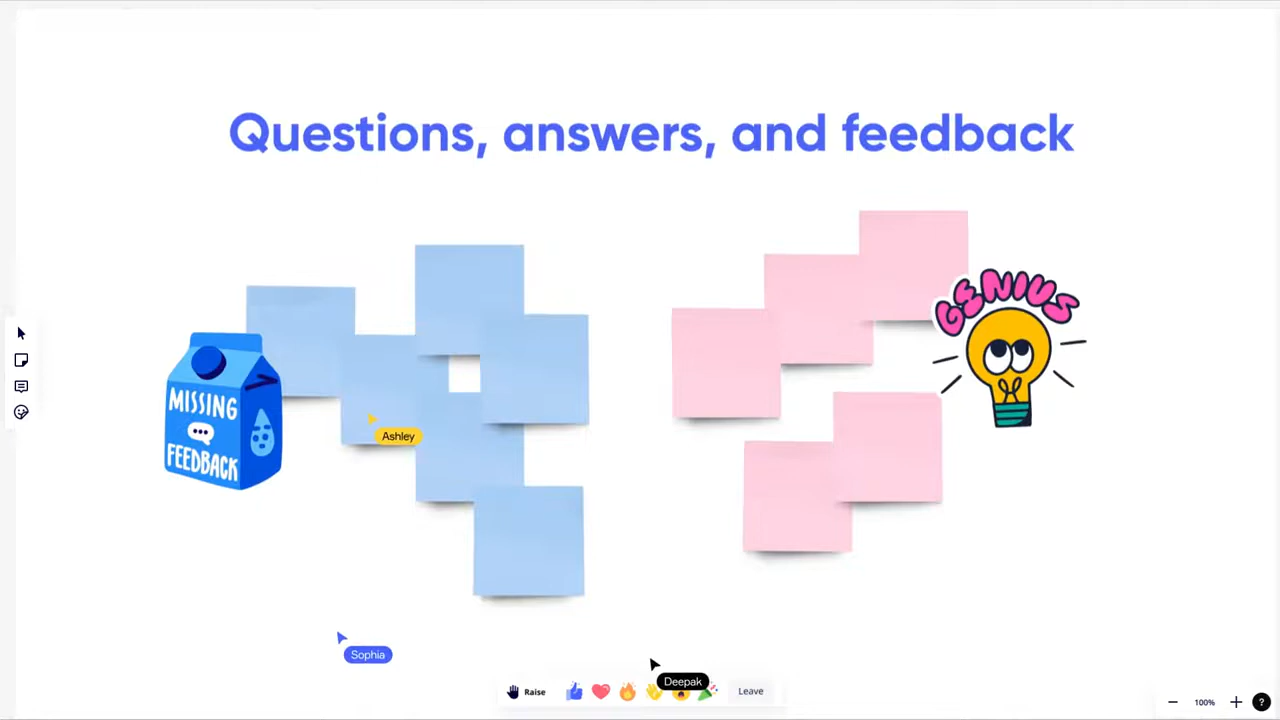 Questions, answers, and feedback
GENIUS
MISSING
FEEDBACK
Ashley
Sophia
Deepak
Raise
Leave
100%
?